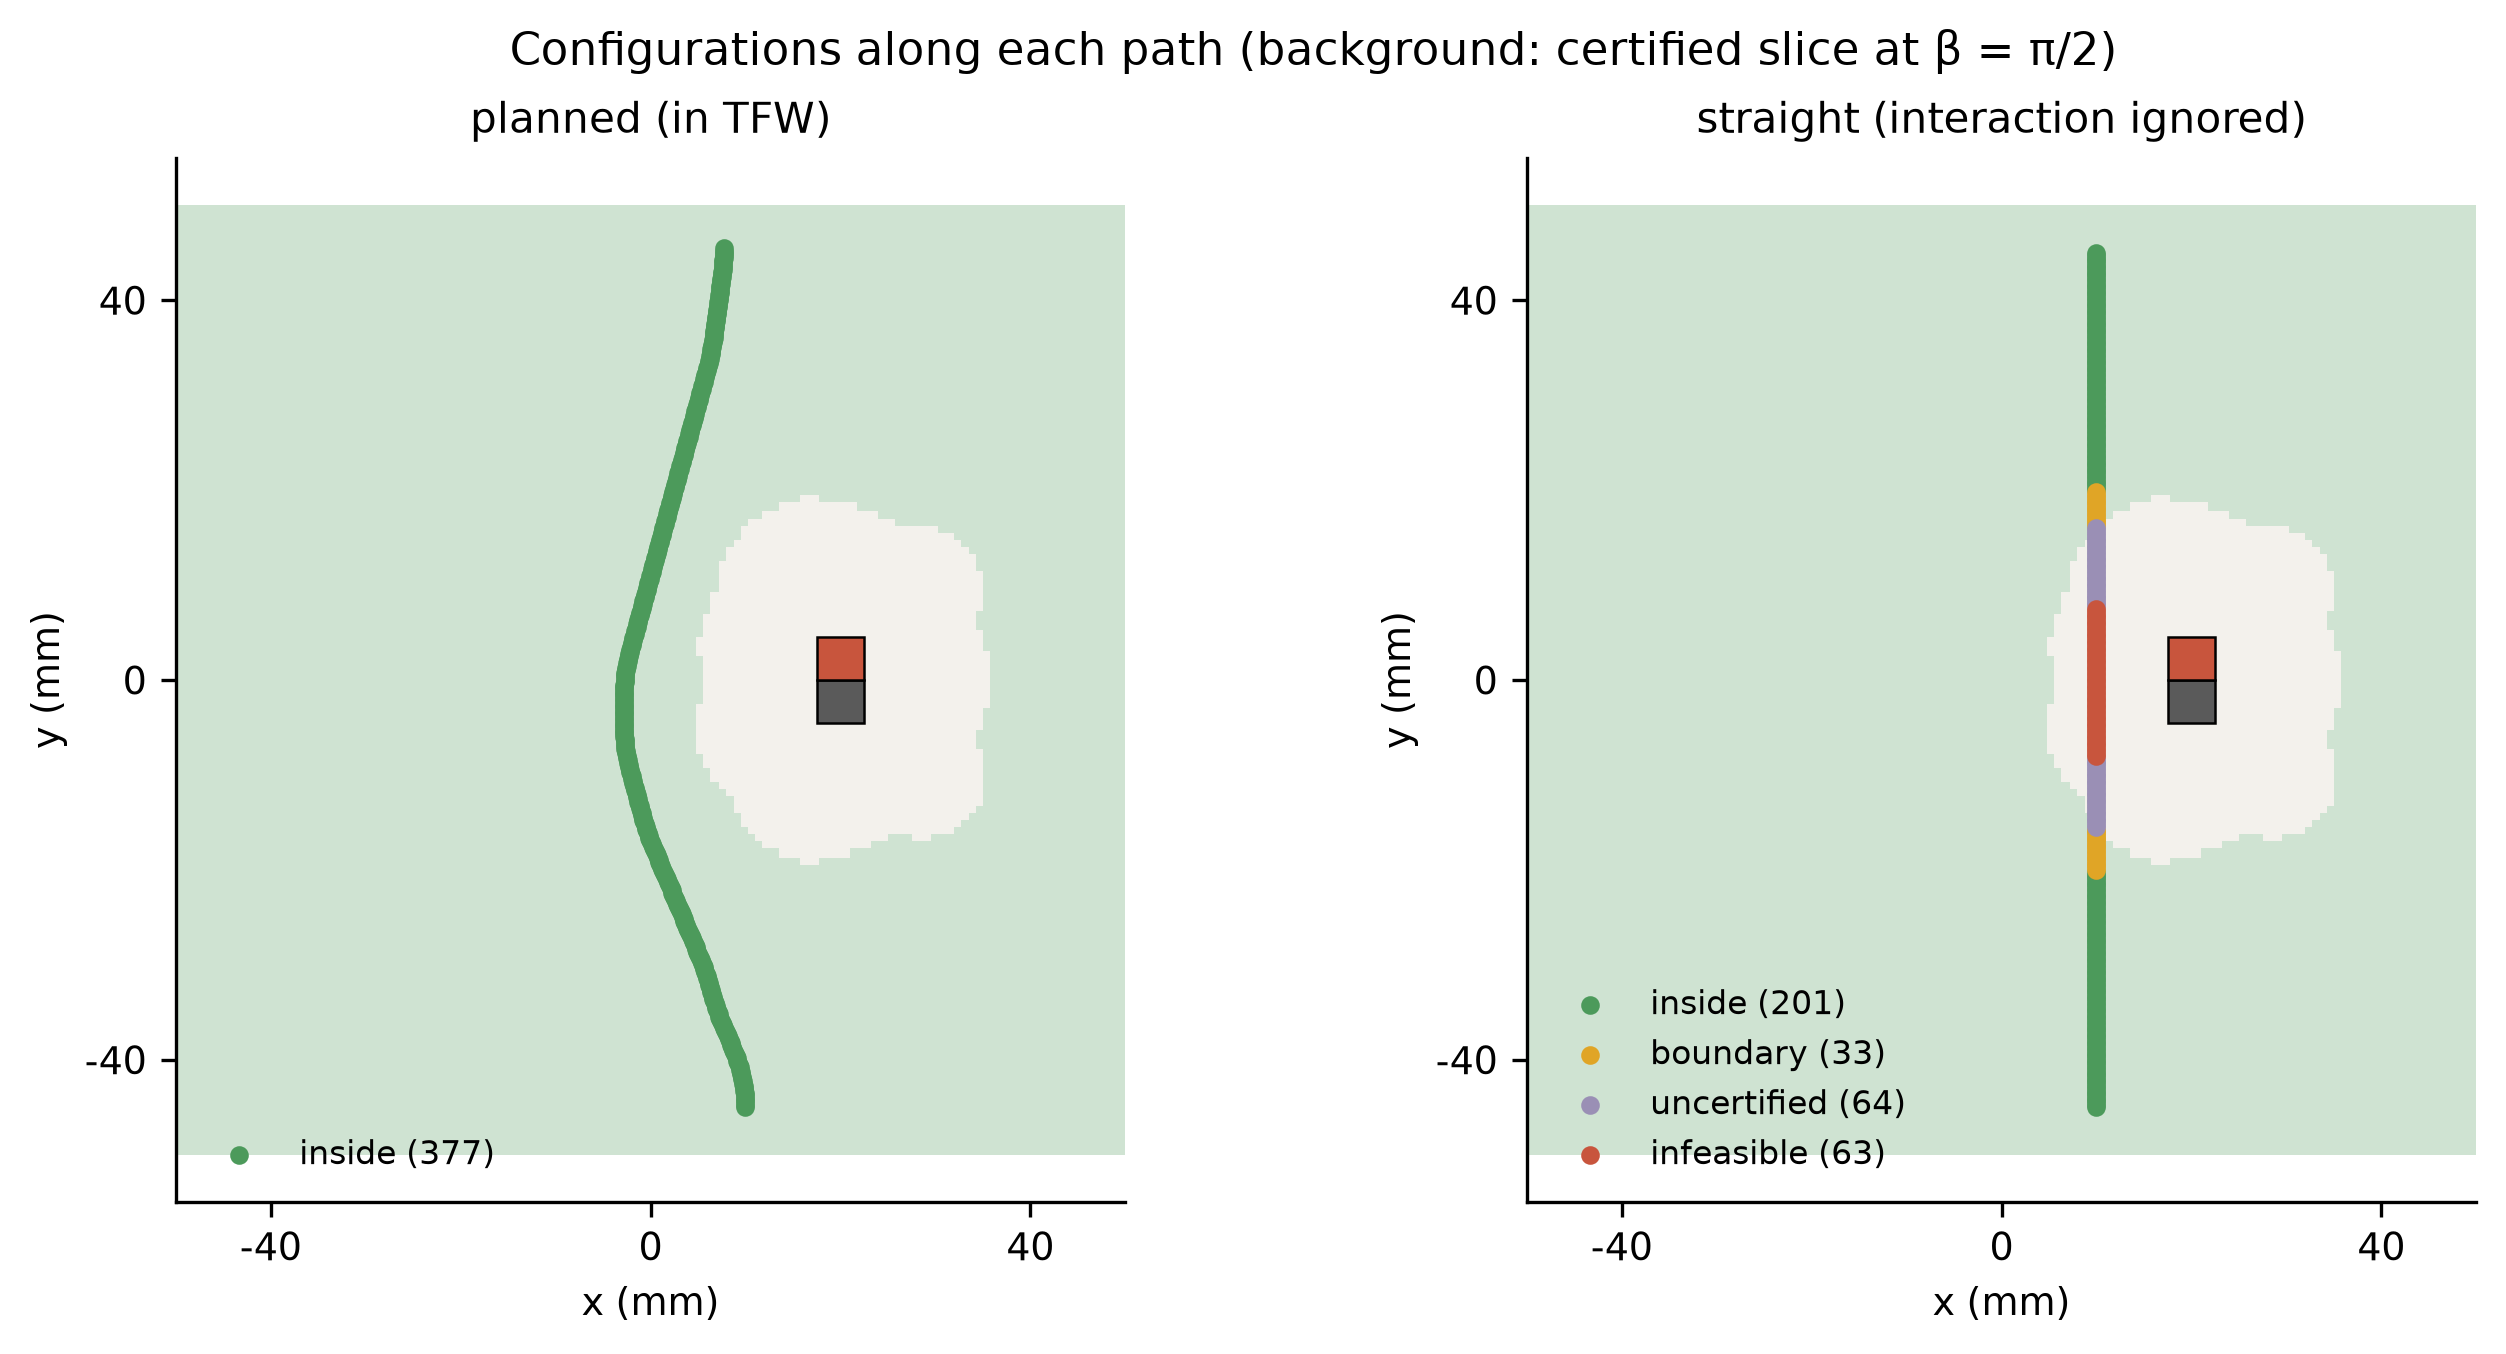 Configurations along each path (background: certified slice at β = π/2)
planned (in TFW)
40
0
-40
y (mm)
inside (377)
-40
0
40
x (mm)
straight (interaction ignored)
40
0
-40
y (mm)
inside (201)
boundary (33)
uncertified (64)
infeasible (63)
-40
0
40
x (mm)